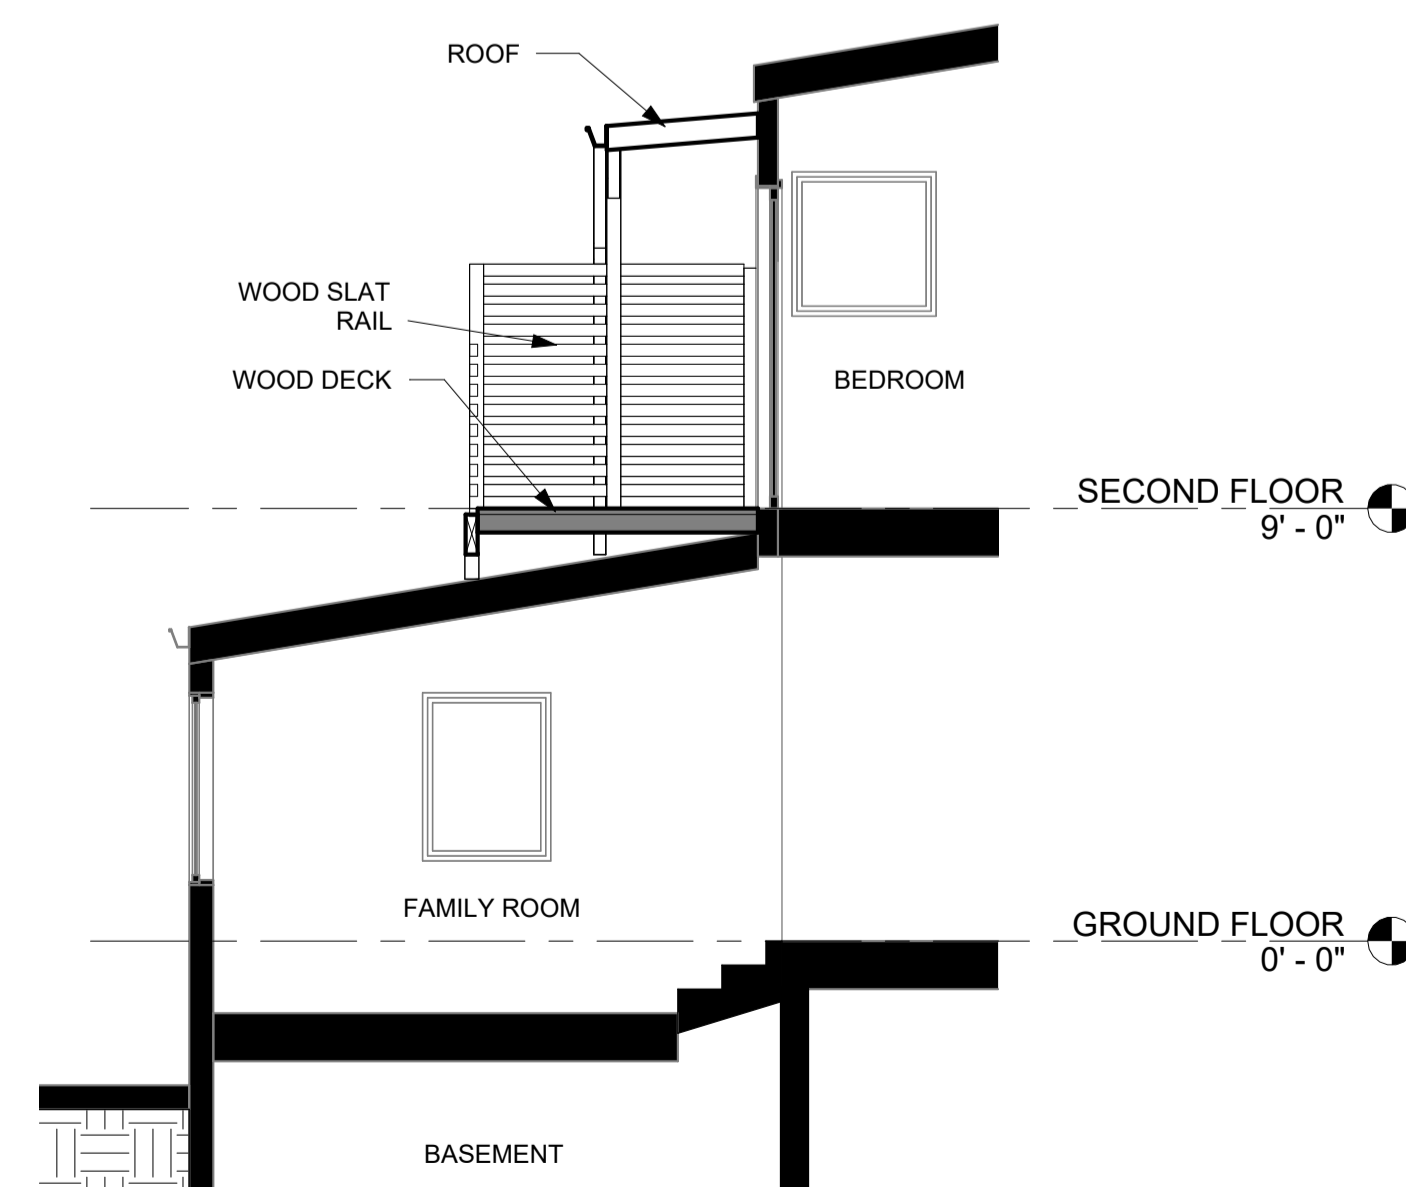 ROOF
WOOD SLAT
RAIL
WOOD DECK
BEDROOM
SECOND FLOOR
9' - 0"
FAMILY ROOM
GROUND FLOOR
0' - 0"
BASEMENT